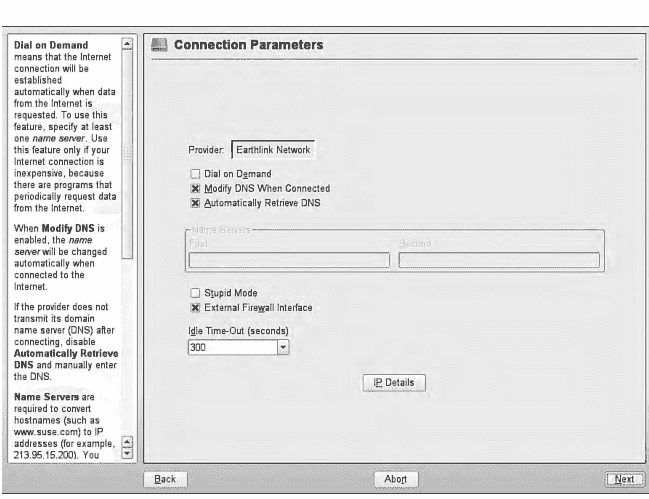 Dial on Demand
means that the Internet
connection will be
established
automatically when data
from the Internet is
requested. To use this
feature, specify at least
one name server. Use
this feature only if your
Internet connection is
inexpensive, because
there are programs that
periodically request data
from the Internet.
When Modify DNS is
enabled, the name
server will be changed
automatically when
connected to the
Internet.
If the provider does not
transmit its domain
name server (DNS) after
connecting, disable
Automatically Retrieve
DNS and manually enter
the DNS.
Name Servers are
required to convert
hostnames (such as
www.suse.com) to IP
addresses (for example,
213.95.15.200). You
Connection Parameters
Provider: Earthlink Network
Dial on Demand
Modify DNS When Connected
Automatically Retrieve DNS
Name Servers
First Second
Stupid Mode
External Firewall Interface
Idle Time-Out (seconds)
300
IP Details
Back Abort Next